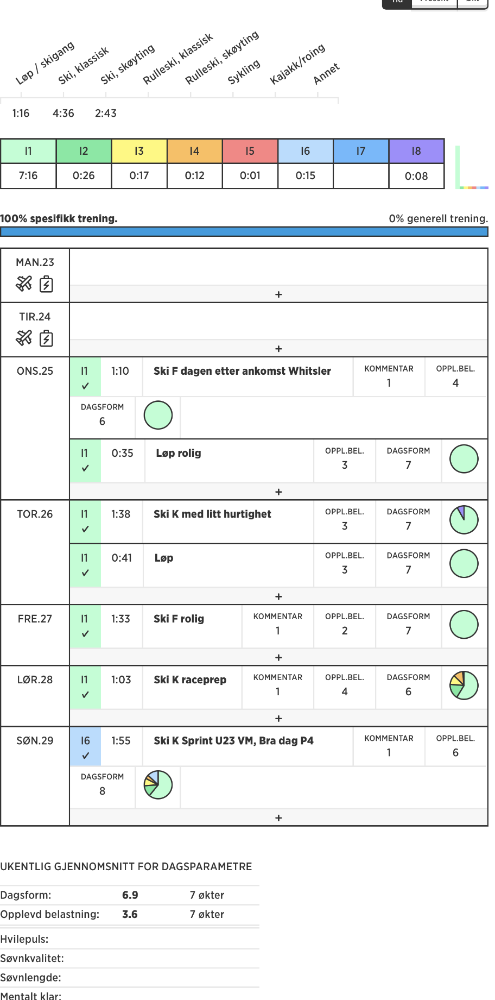 Tid Prosent Økt
Løp / skigang
Ski, klassisk
Ski, skøyting
Rulleski, klassisk
Rulleski, skøyting
Sykling
Kajakk/roing
Annet
1:16 4:36 2:43
I1 I2 I3 I4 I5 I6 I7 I8
7:16 0:26 0:17 0:12 0:01 0:15 0:08
100% spesifikk trening. 0% generell trening.
MAN.23
+
TIR.24
+
ONS.25 I1 1:10 Ski F dagen etter ankomst Whitsler KOMMENTAR OPPL.BEL.
✓ 1 4
DAGSFORM
6
I1 0:35 Løp rolig OPPL.BEL. DAGSFORM
✓ 3 7
+
TOR.26 I1 1:38 Ski K med litt hurtighet OPPL.BEL. DAGSFORM
✓ 3 7
I1 0:41 Løp OPPL.BEL. DAGSFORM
✓ 3 7
+
FRE.27 I1 1:33 Ski F rolig KOMMENTAR OPPL.BEL. DAGSFORM
✓ 1 2 7
+
LØR.28 I1 1:03 Ski K raceprep KOMMENTAR OPPL.BEL. DAGSFORM
✓ 1 4 6
+
SØN.29 I6 1:55 Ski K Sprint U23 VM, Bra dag P4 KOMMENTAR OPPL.BEL.
✓ 1 6
DAGSFORM
8
+
UKENTLIG GJENNOMSNITT FOR DAGSPARAMETRE
Dagsform: 6.9 7 økter
Opplevd belastning: 3.6 7 økter
Hvilepuls:
Søvnkvalitet:
Søvnlengde:
Mentalt klar: